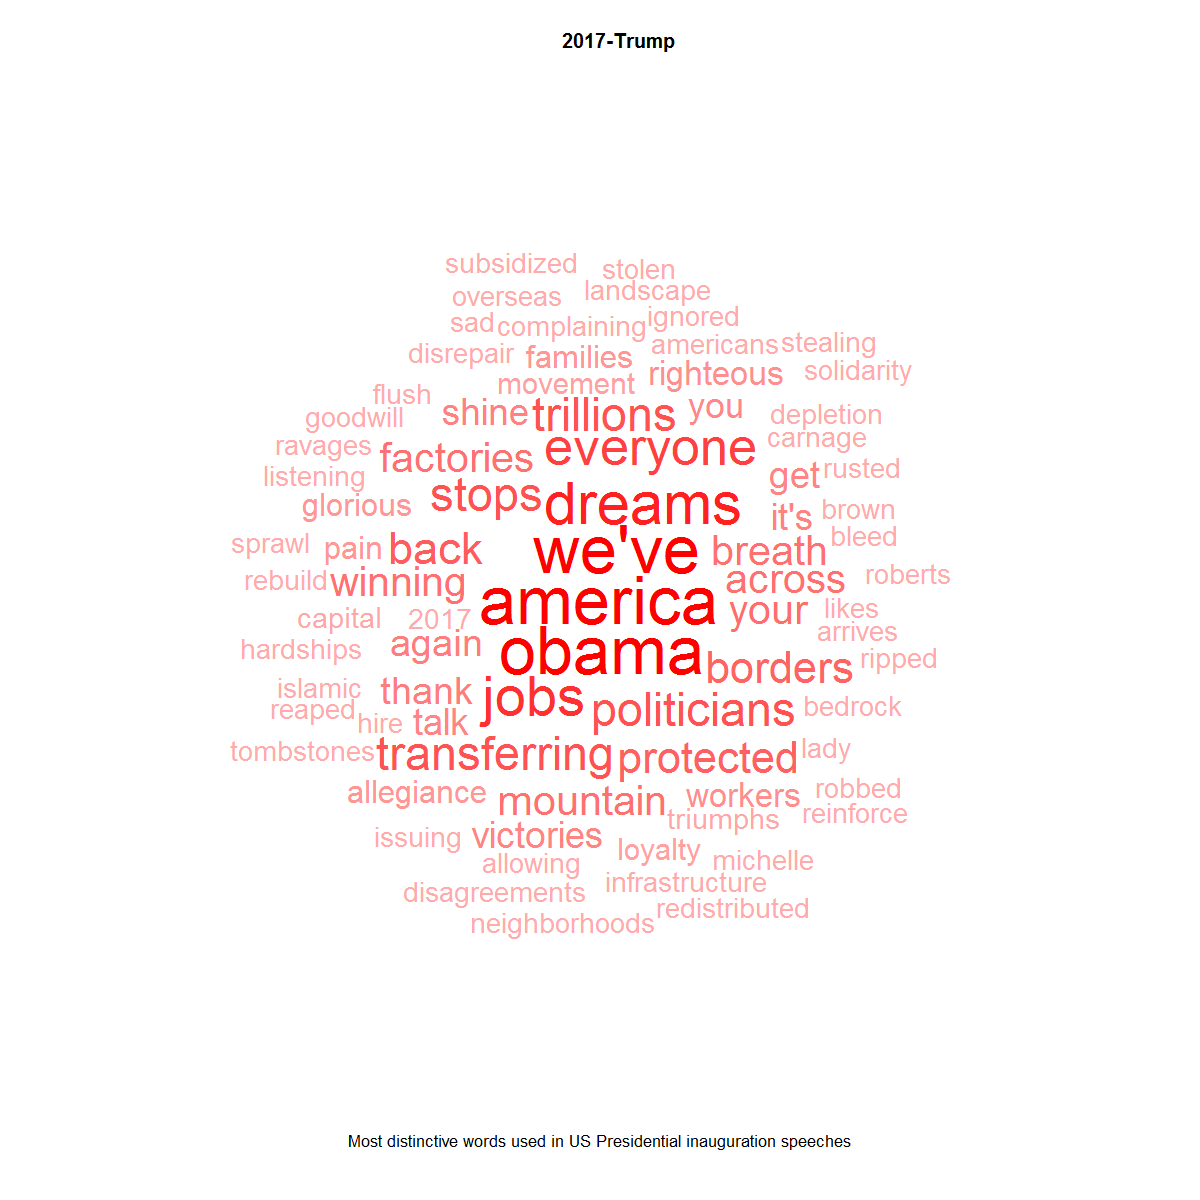 2017-Trump
subsidized stolen
overseas landscape
sad complaining ignored
disrepair families americans stealing
movement righteous solidarity
flush
goodwill shine trillions you depletion
ravages factories everyone carnage
listening get rusted
glorious stops dreams it's brown
sprawl pain back we've breath bleed
rebuild winning across roberts
capital 2017 america your likes
hardships again obama arrives
borders ripped
islamic thank jobs
reaped hire talk politicians bedrock
tombstones transferring protected lady
allegiance mountain workers robbed
triumphs reinforce
issuing victories
allowing loyalty michelle
disagreements infrastructure
neighborhoods redistributed
Most distinctive words used in US Presidential inauguration speeches